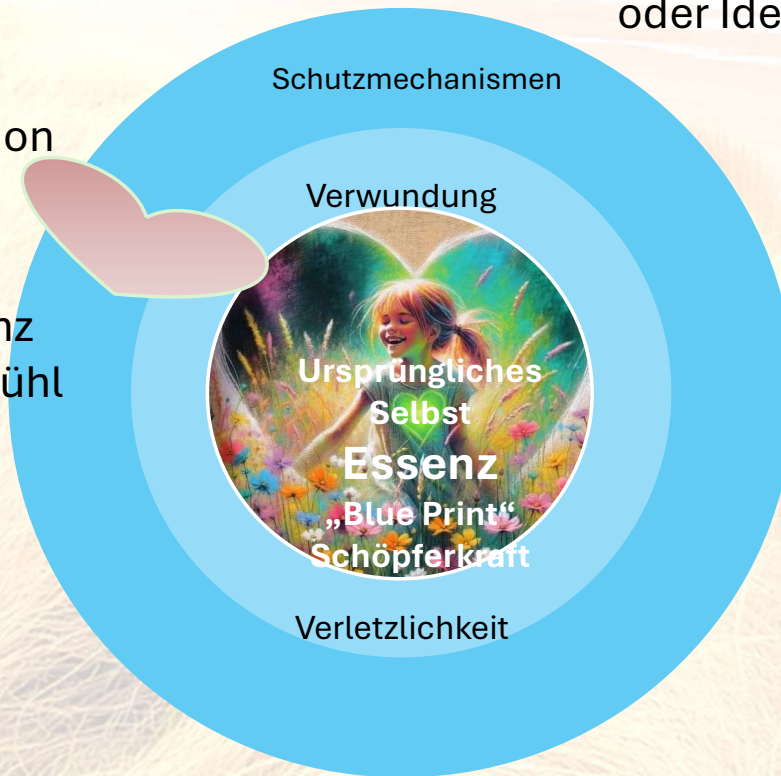 oder Ide
Schutzmechanismen
on
Verwundung
nz
ühl
Ursprüngliches
Selbst
Essenz
„Blue Print“
Schöpferkraft
Verletzlichkeit